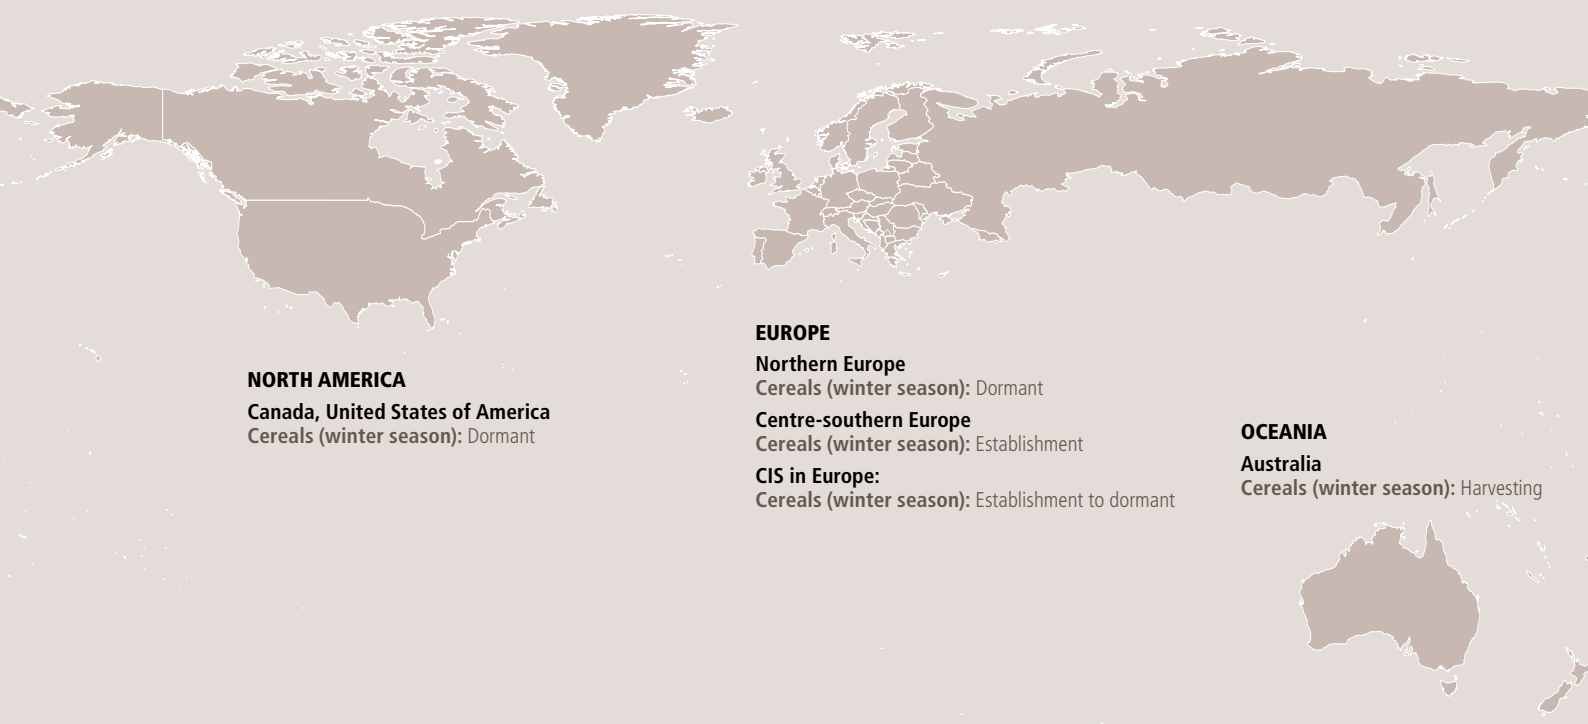 NORTH AMERICA
Canada, United States of America
Cereals (winter season): Dormant
EUROPE
Northern Europe
Cereals (winter season): Dormant
Centre-southern Europe
Cereals (winter season): Establishment
CIS in Europe:
Cereals (winter season): Establishment to dormant
OCEANIA
Australia
Cereals (winter season): Harvesting